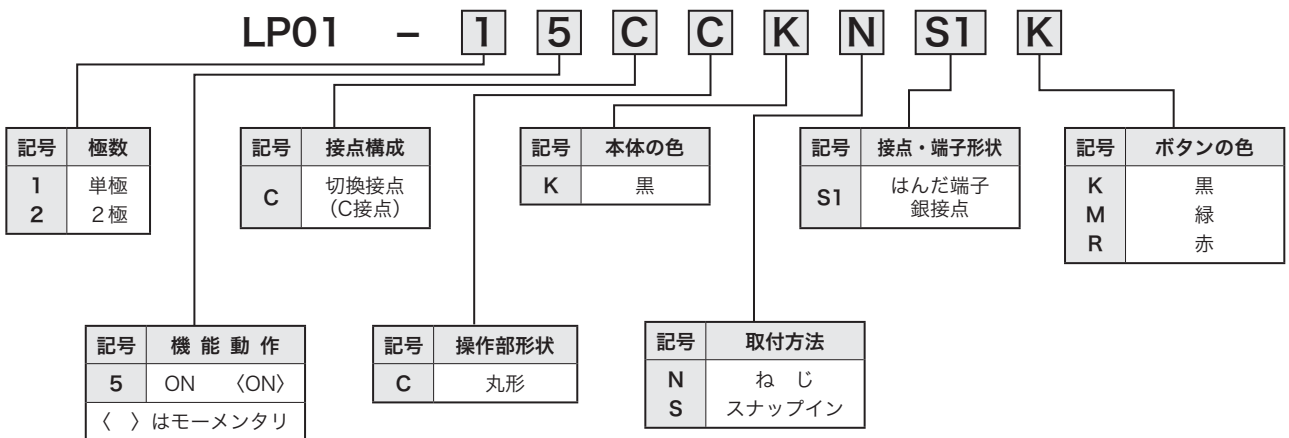 LP01 – 1 5 C C K N S1 K
記号 極数
1 単極
2 2極
記号 接点構成
C 切換接点
(C接点)
記号 本体の色
K 黒
記号 接点・端子形状
S1 はんだ端子
銀接点
記号 ボタンの色
K 黒
M 緑
R 赤
記号 機能動作
5 ON 〈ON〉
〈 〉はモーメンタリ
記号 操作部形状
C 丸形
記号 取付方法
N ねじ
S スナップイン